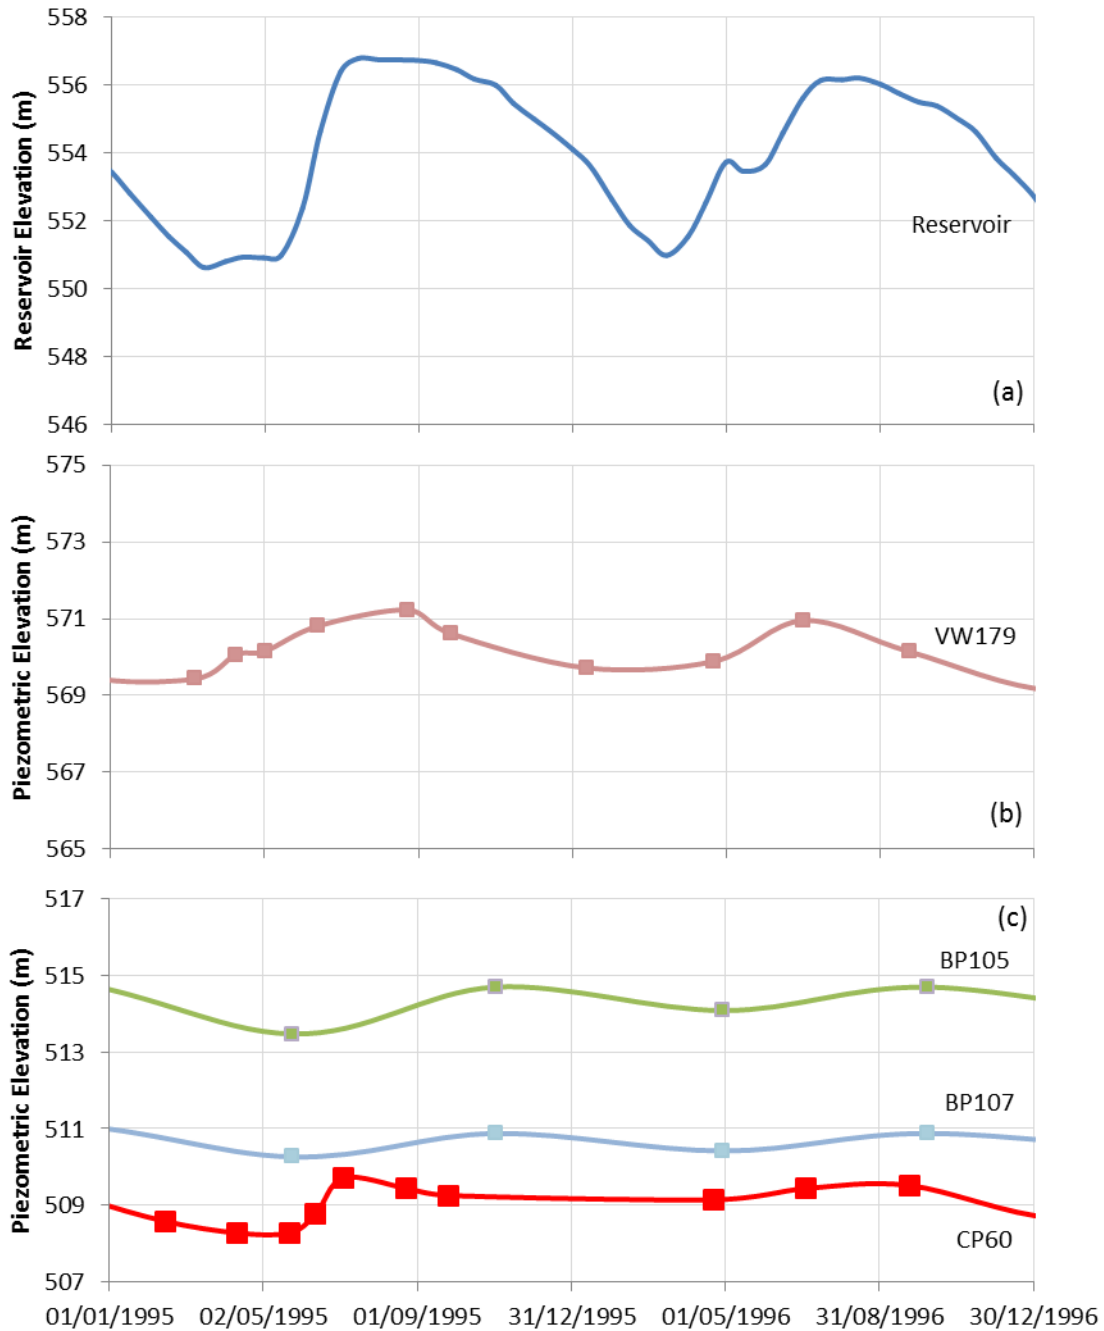 558
556
554
552
550
548
546
Reservoir Elevation (m)
Reservoir
(a)
575
573
571
569
567
565
Piezometric Elevation (m)
VW179
(b)
517
515
513
511
509
507
Piezometric Elevation (m)
(c)
BP105
BP107
CP60
01/01/1995 02/05/1995 01/09/1995 31/12/1995 01/05/1996 31/08/1996 30/12/1996